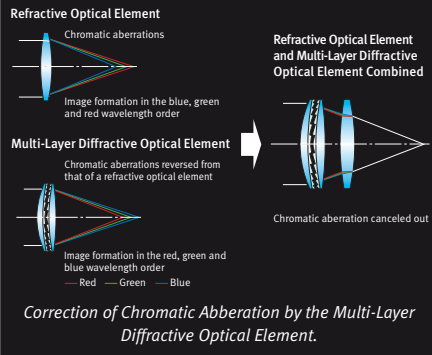 Refractive Optical Element
Chromatic aberrations
Image formation in the blue, green
and red wavelength order
Multi-Layer Diffractive Optical Element
Chromatic aberrations reversed from
that of a refractive optical element
Image formation in the red, green and
blue wavelength order
Red Green Blue
Refractive Optical Element
and Multi-Layer Diffractive
Optical Element Combined
Chromatic aberration canceled out
Correction of Chromatic Abberation by the Multi-Layer
Diffractive Optical Element.